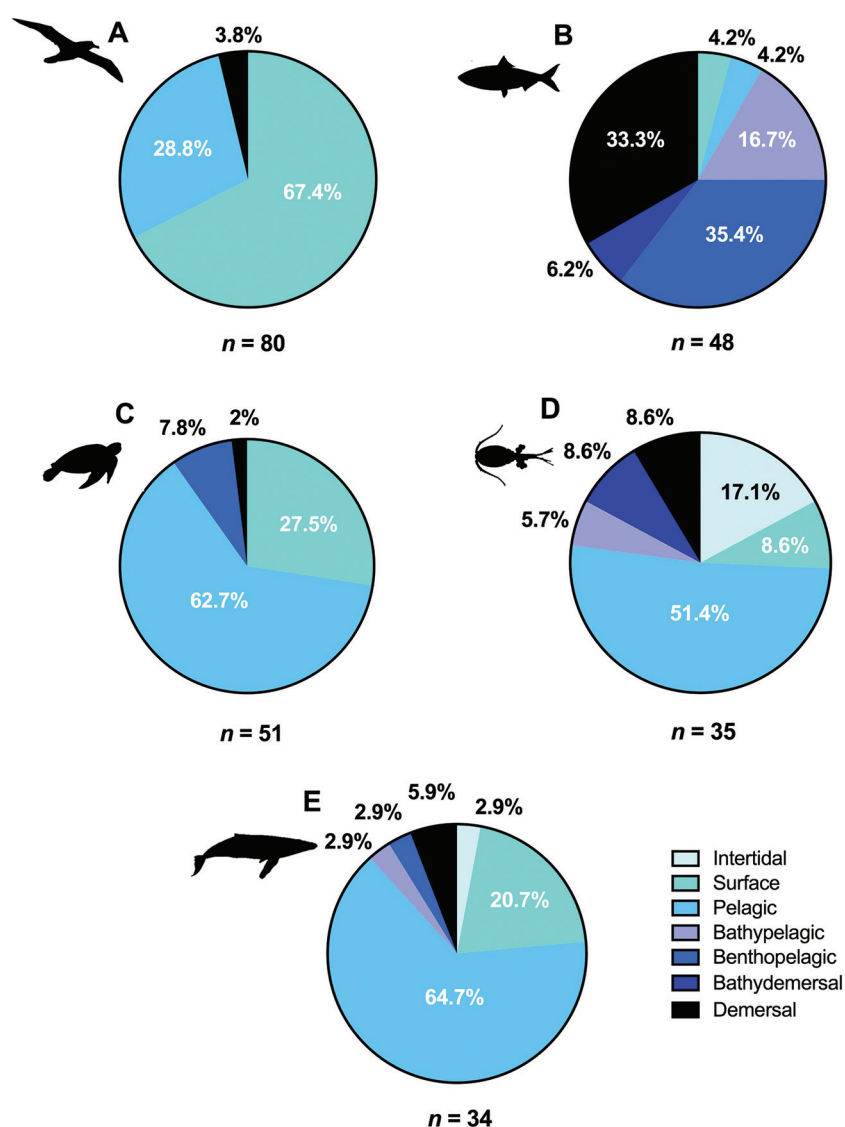 A
3.8%
28.8%
67.4%
n = 80
B
4.2%
4.2%
16.7%
33.3%
35.4%
6.2%
n = 48
C
7.8%
2%
27.5%
62.7%
n = 51
D
8.6%
8.6%
17.1%
5.7%
8.6%
51.4%
n = 35
E
5.9%
2.9%
2.9%
2.9%
20.7%
64.7%
n = 34
Intertidal
Surface
Pelagic
Bathypelagic
Benthopelagic
Bathydemersal
Demersal